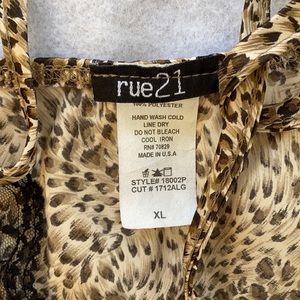 rue21
100% POLYESTER
HAND WASH COLD
LINE DRY
DO NOT BLEACH
COOL IRON
RN# 70829
MADE IN U.S.A
STYLE# 18002P
CUT # 1712ALG
XL